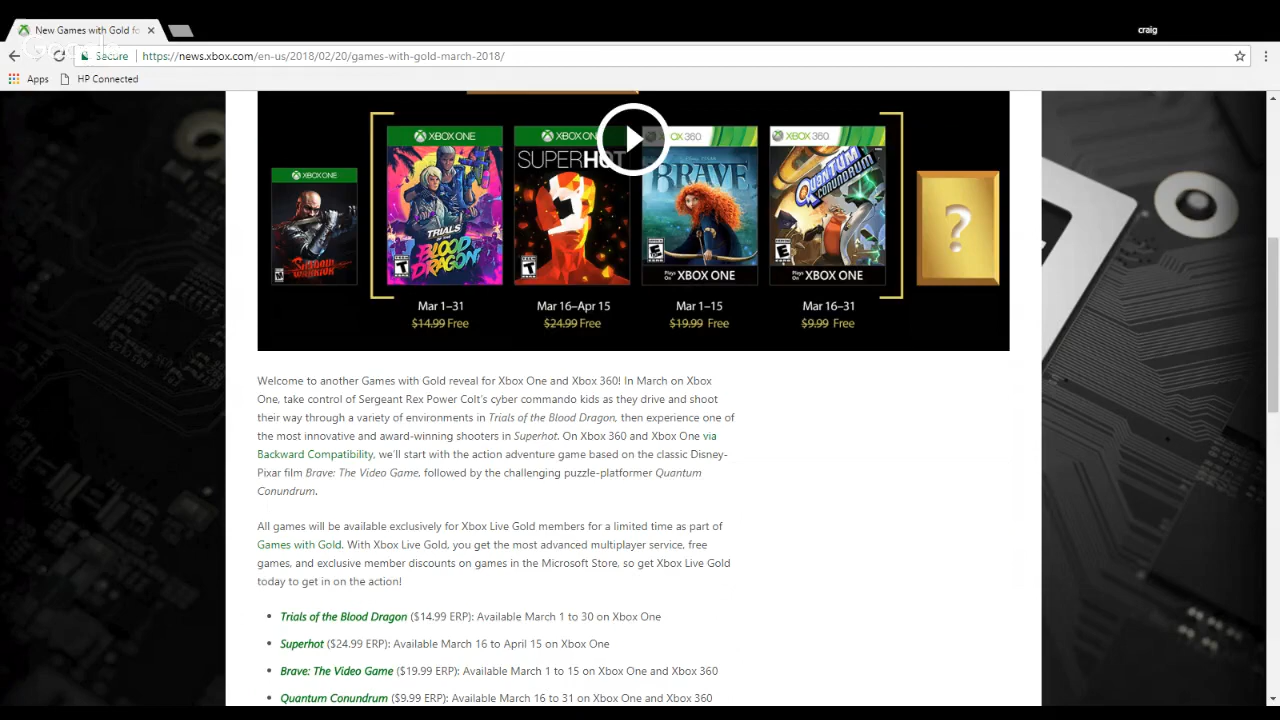 New Games with Gold fo
craig
Secure
https://news.xbox.com/en-us/2018/02/20/games-with-gold-march-2018/
Apps
HP Connected
XBOX ONE
XBOX ONE
XBOX 360
XBOX ONE
SUPERHOT
BRAVE
QUANTUM
CONUNDRUM
SHADOW
WARRIOR
TRIALS
OF THE
BLOOD
DRAGON
?
T
T
E
E
Plays On XBOX ONE
Plays On XBOX ONE
Mar 1–31
Mar 16–Apr 15
Mar 1–15
Mar 16–31
$14.99 Free
$24.99 Free
$19.99 Free
$9.99 Free
Welcome to another Games with Gold reveal for Xbox One and Xbox 360! In March on Xbox
One, take control of Sergeant Rex Power Colt's cyber commando kids as they drive and shoot
their way through a variety of environments in Trials of the Blood Dragon, then experience one of
the most innovative and award-winning shooters in Superhot. On Xbox 360 and Xbox One via
Backward Compatibility, we'll start with the action adventure game based on the classic Disney-
Pixar film Brave: The Video Game, followed by the challenging puzzle-platformer Quantum
Conundrum.
All games will be available exclusively for Xbox Live Gold members for a limited time as part of
Games with Gold. With Xbox Live Gold, you get the most advanced multiplayer service, free
games, and exclusive member discounts on games in the Microsoft Store, so get Xbox Live Gold
today to get in on the action!
Trials of the Blood Dragon ($14.99 ERP): Available March 1 to 30 on Xbox One
Superhot ($24.99 ERP): Available March 16 to April 15 on Xbox One
Brave: The Video Game ($19.99 ERP): Available March 1 to 15 on Xbox One and Xbox 360
Quantum Conundrum ($9.99 ERP): Available March 16 to 31 on Xbox One and Xbox 360